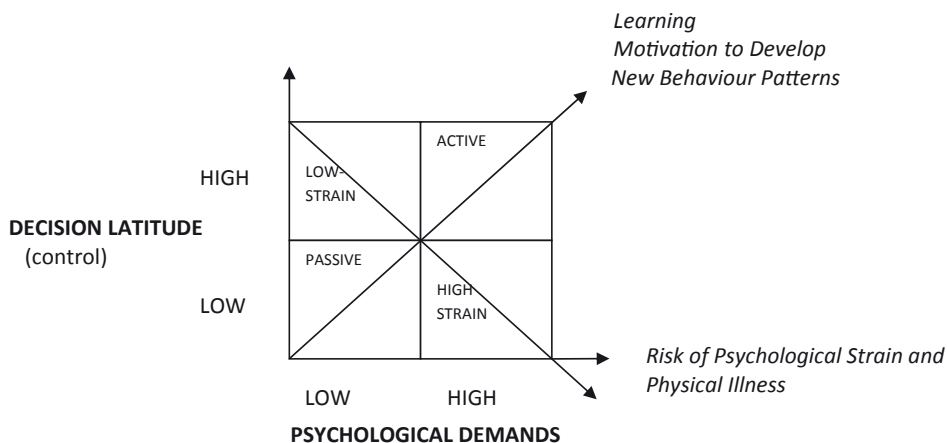 Learning
Motivation to Develop
New Behaviour Patterns
ACTIVE
HIGH
LOW-
STRAIN
DECISION LATITUDE
(control)
PASSIVE
HIGH
STRAIN
LOW
Risk of Psychological Strain and
Physical Illness
LOW HIGH
PSYCHOLOGICAL DEMANDS